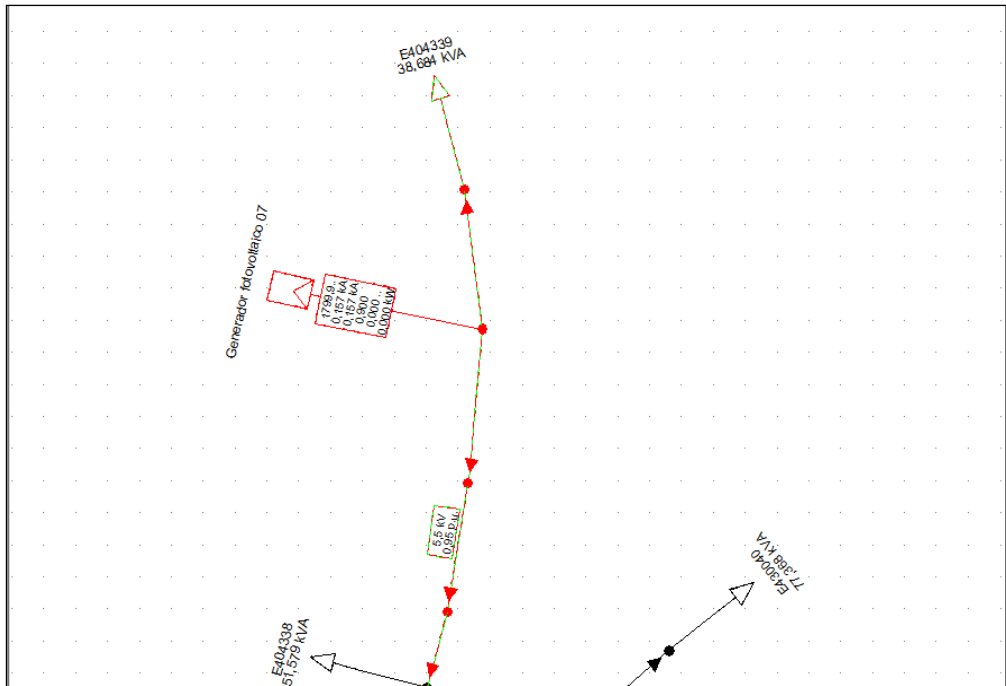 E404339
38,684 kVA
Generador fotovoltaico 07
1799,9...
0,157 kA
0,157 kA
0,900
0,000 ...
0,000 kW
5,5 kV
0,95 p.u.
E430040
77,368 kVA
E404338
51,579 kVA